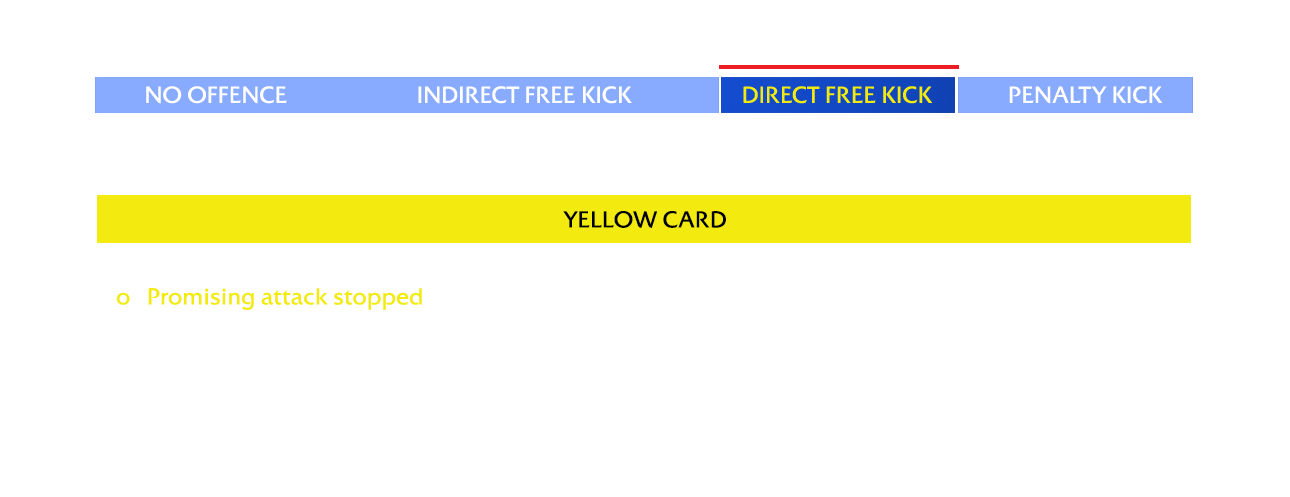 NO OFFENCE INDIRECT FREE KICK DIRECT FREE KICK PENALTY KICK
YELLOW CARD
o Promising attack stopped